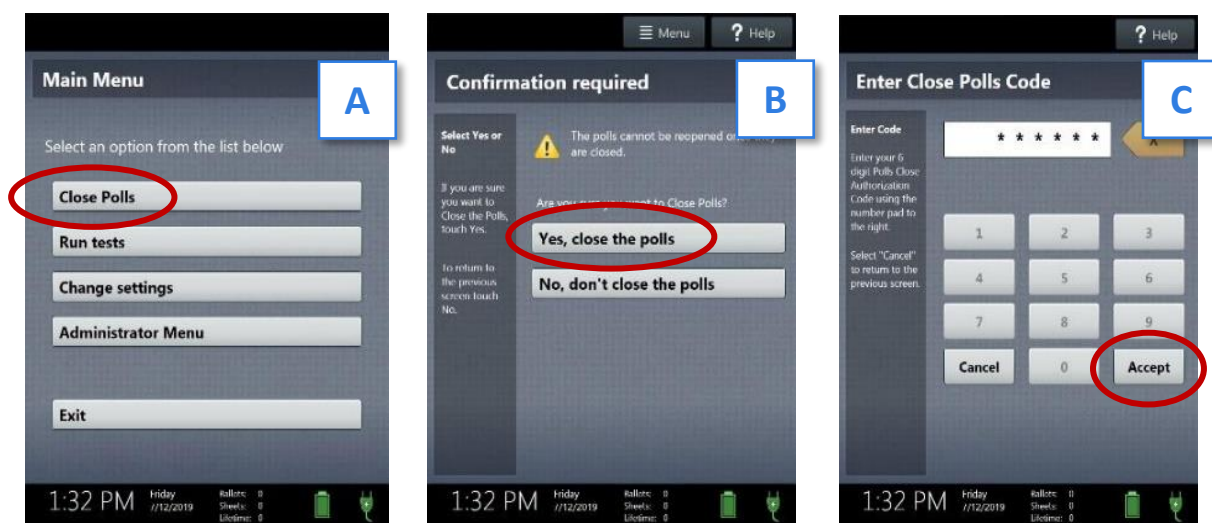 Main Menu
A
Select an option from the list below
Close Polls
Run tests
Change settings
Administrator Menu
Exit
1:32 PM
Friday
7/12/2019
Ballots: 0
Sheets: 0
Lifetime: 0
Menu
? Help
Confirmation required
B
Select Yes or
No
If you are sure
you want to
Close the Polls,
touch Yes.
To return to
the previous
screen touch
No.
The polls cannot be reopened
are closed.
Are you sure you want to Close Polls?
Yes, close the polls
No, don't close the polls
1:32 PM
Friday
7/12/2019
Ballots: 0
Sheets: 0
Lifetime: 0
? Help
Enter Close Polls Code
C
Enter Code
Enter your 6
digit Polls Close
Authorization
Code using the
number pad to
the right.
Select "Cancel"
to return to the
previous screen.
* * * * * *
1 2 3
4 5 6
7 8 9
Cancel 0 Accept
1:32 PM
Friday
7/12/2019
Ballots: 0
Sheets: 0
Lifetime: 0